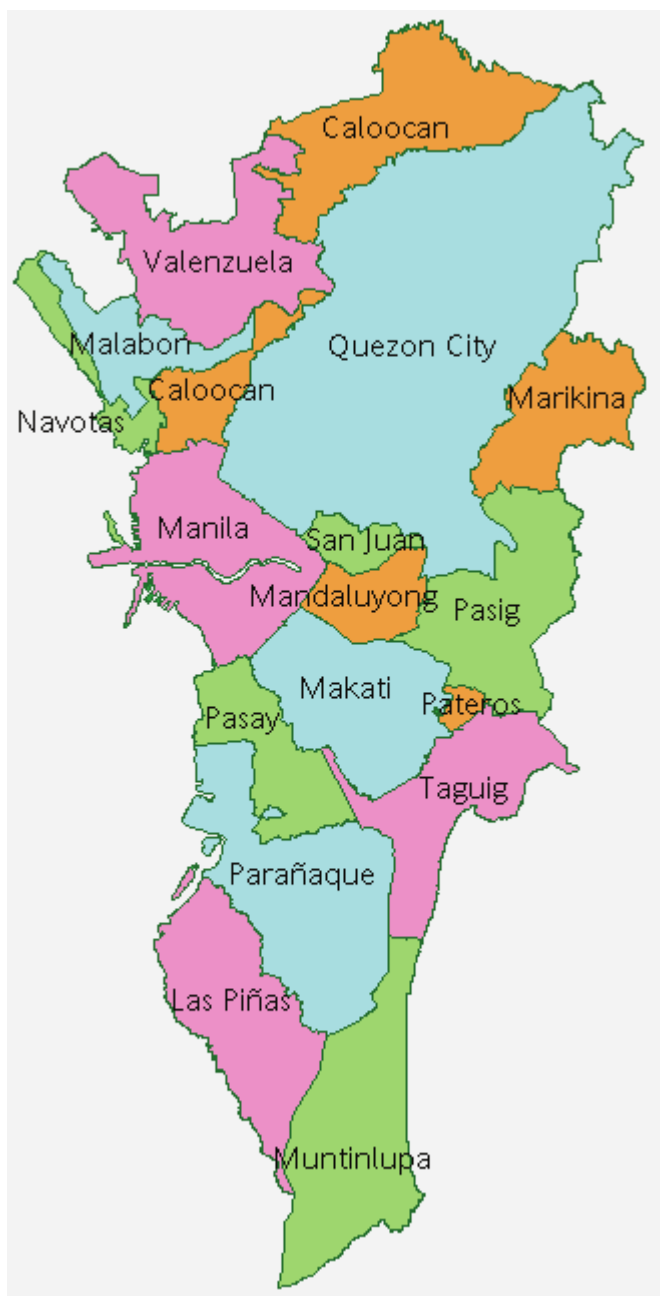 Caloocan
Valenzuela
Malabon
Quezon City
Caloocan
Marikina
Navotas
Manila
San Juan
Mandaluyong
Pasig
Makati
Pateros
Pasay
Taguig
Parañaque
Las Piñas
Muntinlupa